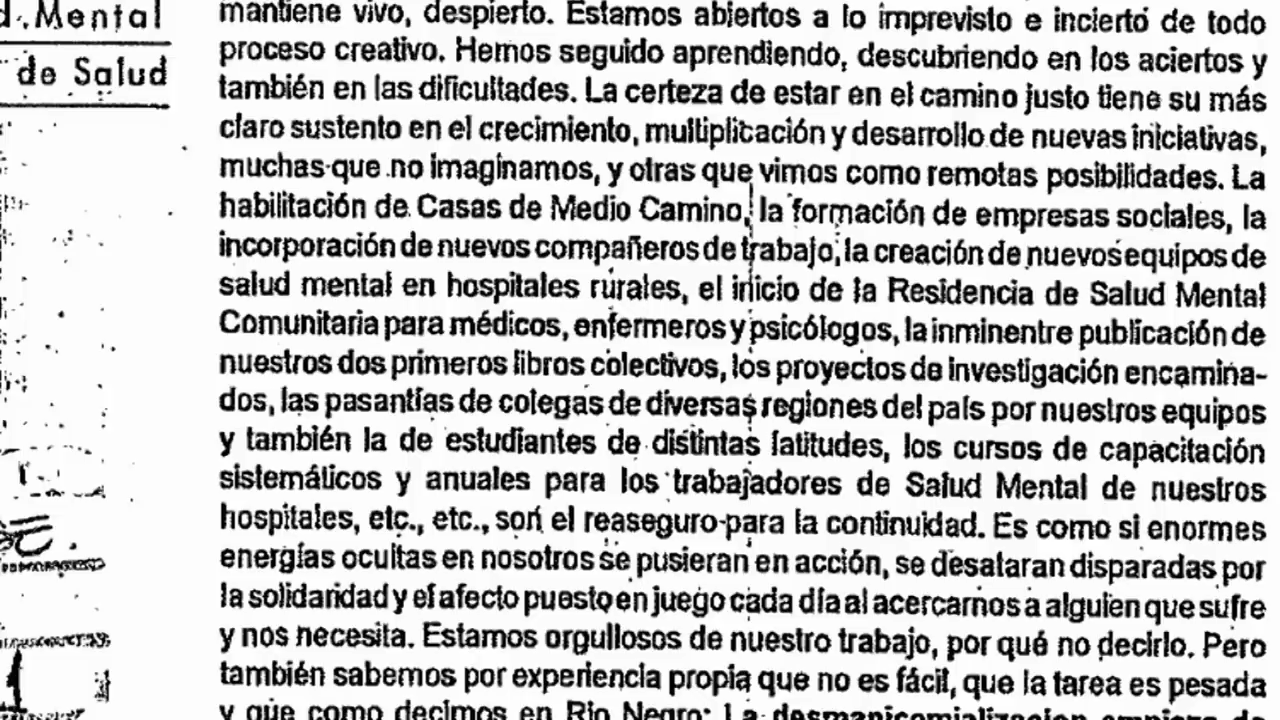 d. Mental
de Salud
mantiene vivo, despierto. Estamos abiertos a lo imprevisto e incierto de todo
proceso creativo. Hemos seguido aprendiendo, descubriendo en los aciertos y
también en las dificultades. La certeza de estar en el camino justo tiene su más
claro sustento en el crecimiento, multiplicación y desarrollo de nuevas iniciativas,
muchas que no imaginamos, y otras que vimos como remotas posibilidades. La
habilitación de Casas de Medio Camino, la formación de empresas sociales, la
incorporación de nuevos compañeros de trabajo, la creación de nuevos equipos de
salud mental en hospitales rurales, el inicio de la Residencia de Salud Mental
Comunitaria para médicos, enfermeros y psicólogos, la inminentre publicación de
nuestros dos primeros libros colectivos, los proyectos de investigación encamina-
dos, las pasantías de colegas de diversas regiones del país por nuestros equipos
y también la de estudiantes de distintas latitudes, los cursos de capacitación
sistemáticos y anuales para los trabajadores de Salud Mental de nuestros
hospitales, etc., etc., son el reaseguro para la continuidad. Es como si enormes
energías ocultas en nosotros se pusieran en acción, se desataran disparadas por
la solidaridad y el afecto puesto en juego cada día al acercarnos a alguien que sufre
y nos necesita. Estamos orgullosos de nuestro trabajo, por qué no decirlo. Pero
también sabemos por experiencia propia que no es fácil, que la tarea es pesada
y que como decimos en Río Negro: La desmanicomialización empieza de